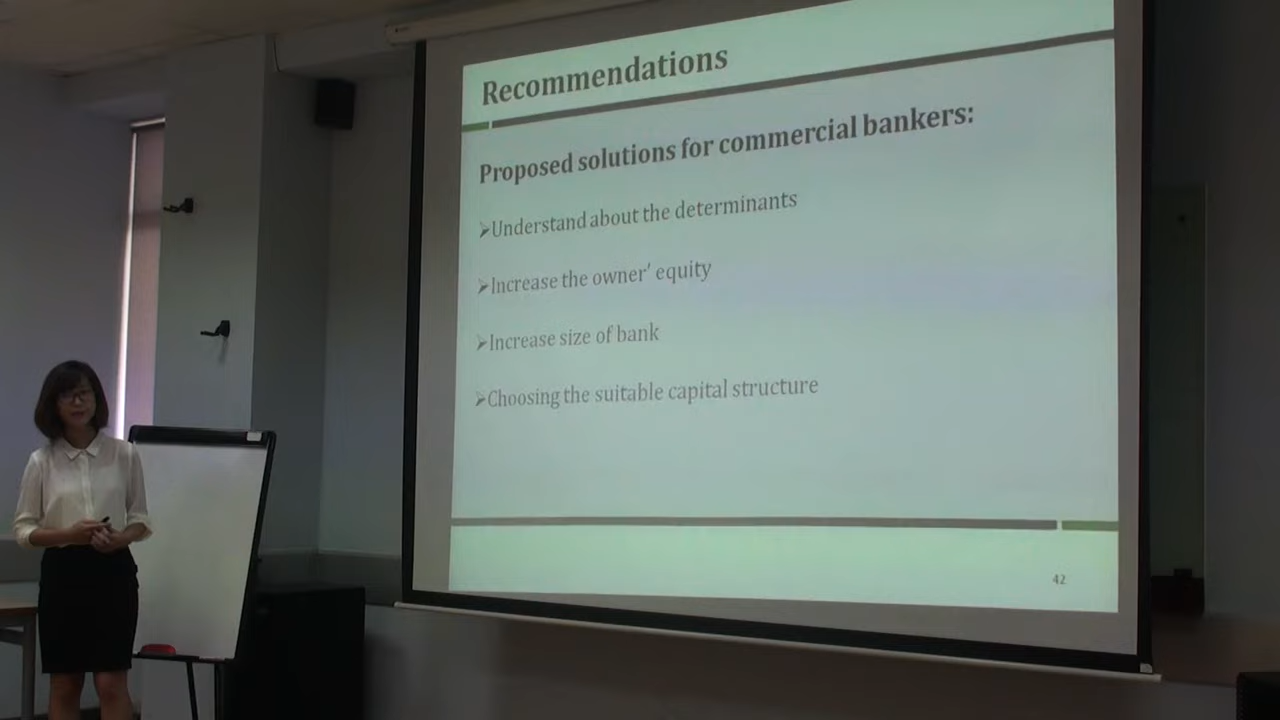 Recommendations
Proposed solutions for commercial bankers:
➢Understand about the determinants
➢Increase the owner’ equity
➢Increase size of bank
➢Choosing the suitable capital structure
42